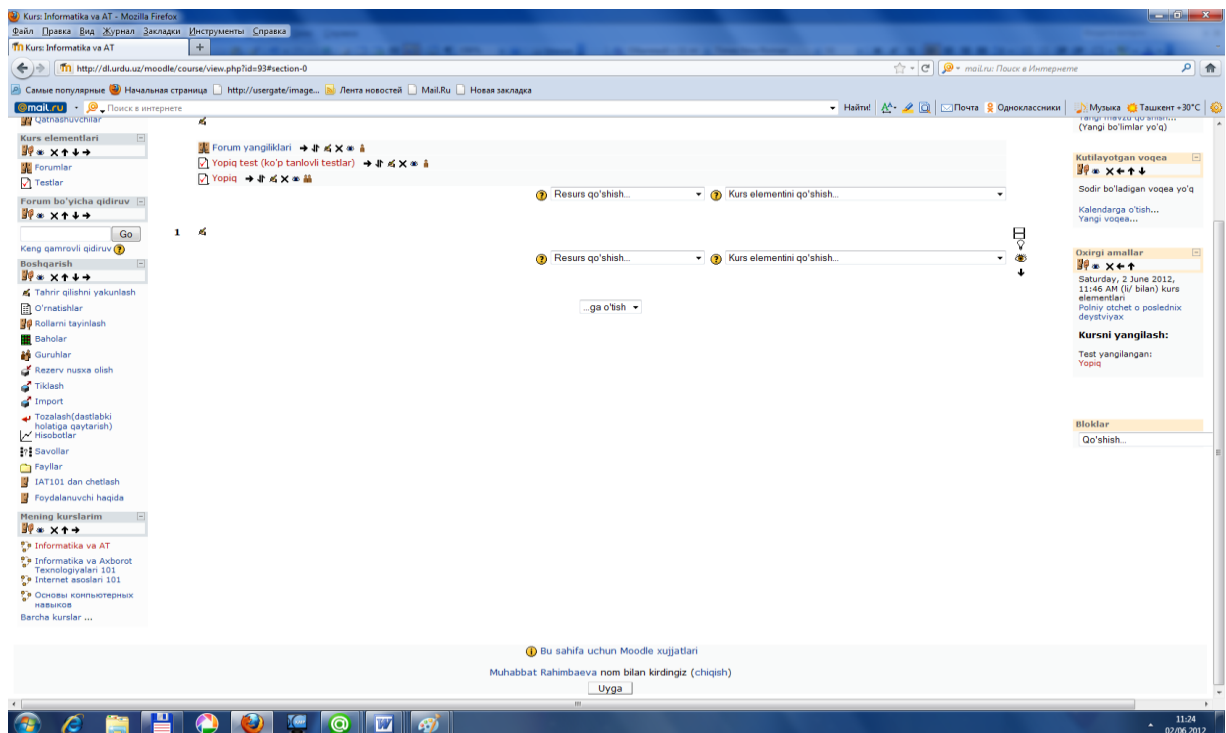 Kurs: Informatika va AT - Mozilla Firefox
Файл Правка Вид Журнал Закладки Инструменты Справка
Kurs: Informatika va AT
http://dl.urdu.uz/moodle/course/view.php?id=93#section-0
mail.ru: Поиск в Интернете
Самые популярные Начальная страница http://usergate/image... Лента новостей Mail.Ru Новая закладка
@mail.ru Поиск в интернете Найти! Почта Одноклассники Музыка Ташкент +30°C
Qatnashuvchilar
Kurs elementlari
Forumlar
Testlar
Forum bo'yicha qidiruv
Go
Keng qamrovli qidiruv
Boshqarish
Tahrir qilishni yakunlash
O'rnatishlar
Rollarni tayinlash
Baholar
Guruhlar
Rezerv nusxa olish
Tiklash
Import
Tozalash(dastlabki
holatiga qaytarish)
Hisobotlar
Savollar
Fayllar
IAT101 dan chetlash
Foydalanuvchi haqida
Mening kurslarim
Informatika va AT
Informatika va Axborot
Texnologiyalari 101
Internet asoslari 101
Основы компьютерных
навыков
Barcha kurslar ...
Forum yangiliklari
Yopiq test (ko'p tanlovli testlar)
Yopiq
Resurs qo'shish... Kurs elementini qo'shish...
1
Resurs qo'shish... Kurs elementini qo'shish...
...ga o'tish
Yangi mavzu qo'shish...
(Yangi bo'limlar yo'q)
Kutilayotgan voqea
Sodir bo'ladigan voqea yo'q
Kalendarga o'tish...
Yangi voqea...
Oxirgi amallar
Saturday, 2 June 2012,
11:46 AM (li/ bilan) kurs
elementlari
Polniy otchet o poslednix
deystviyax
Kursni yangilash:
Test yangilangan:
Yopiq
Bloklar
Qo'shish...
Bu sahifa uchun Moodle xujjatlari
Muhabbat Rahimbaeva nom bilan kirdingiz (chiqish)
Uyga
11:24
02/06 2012